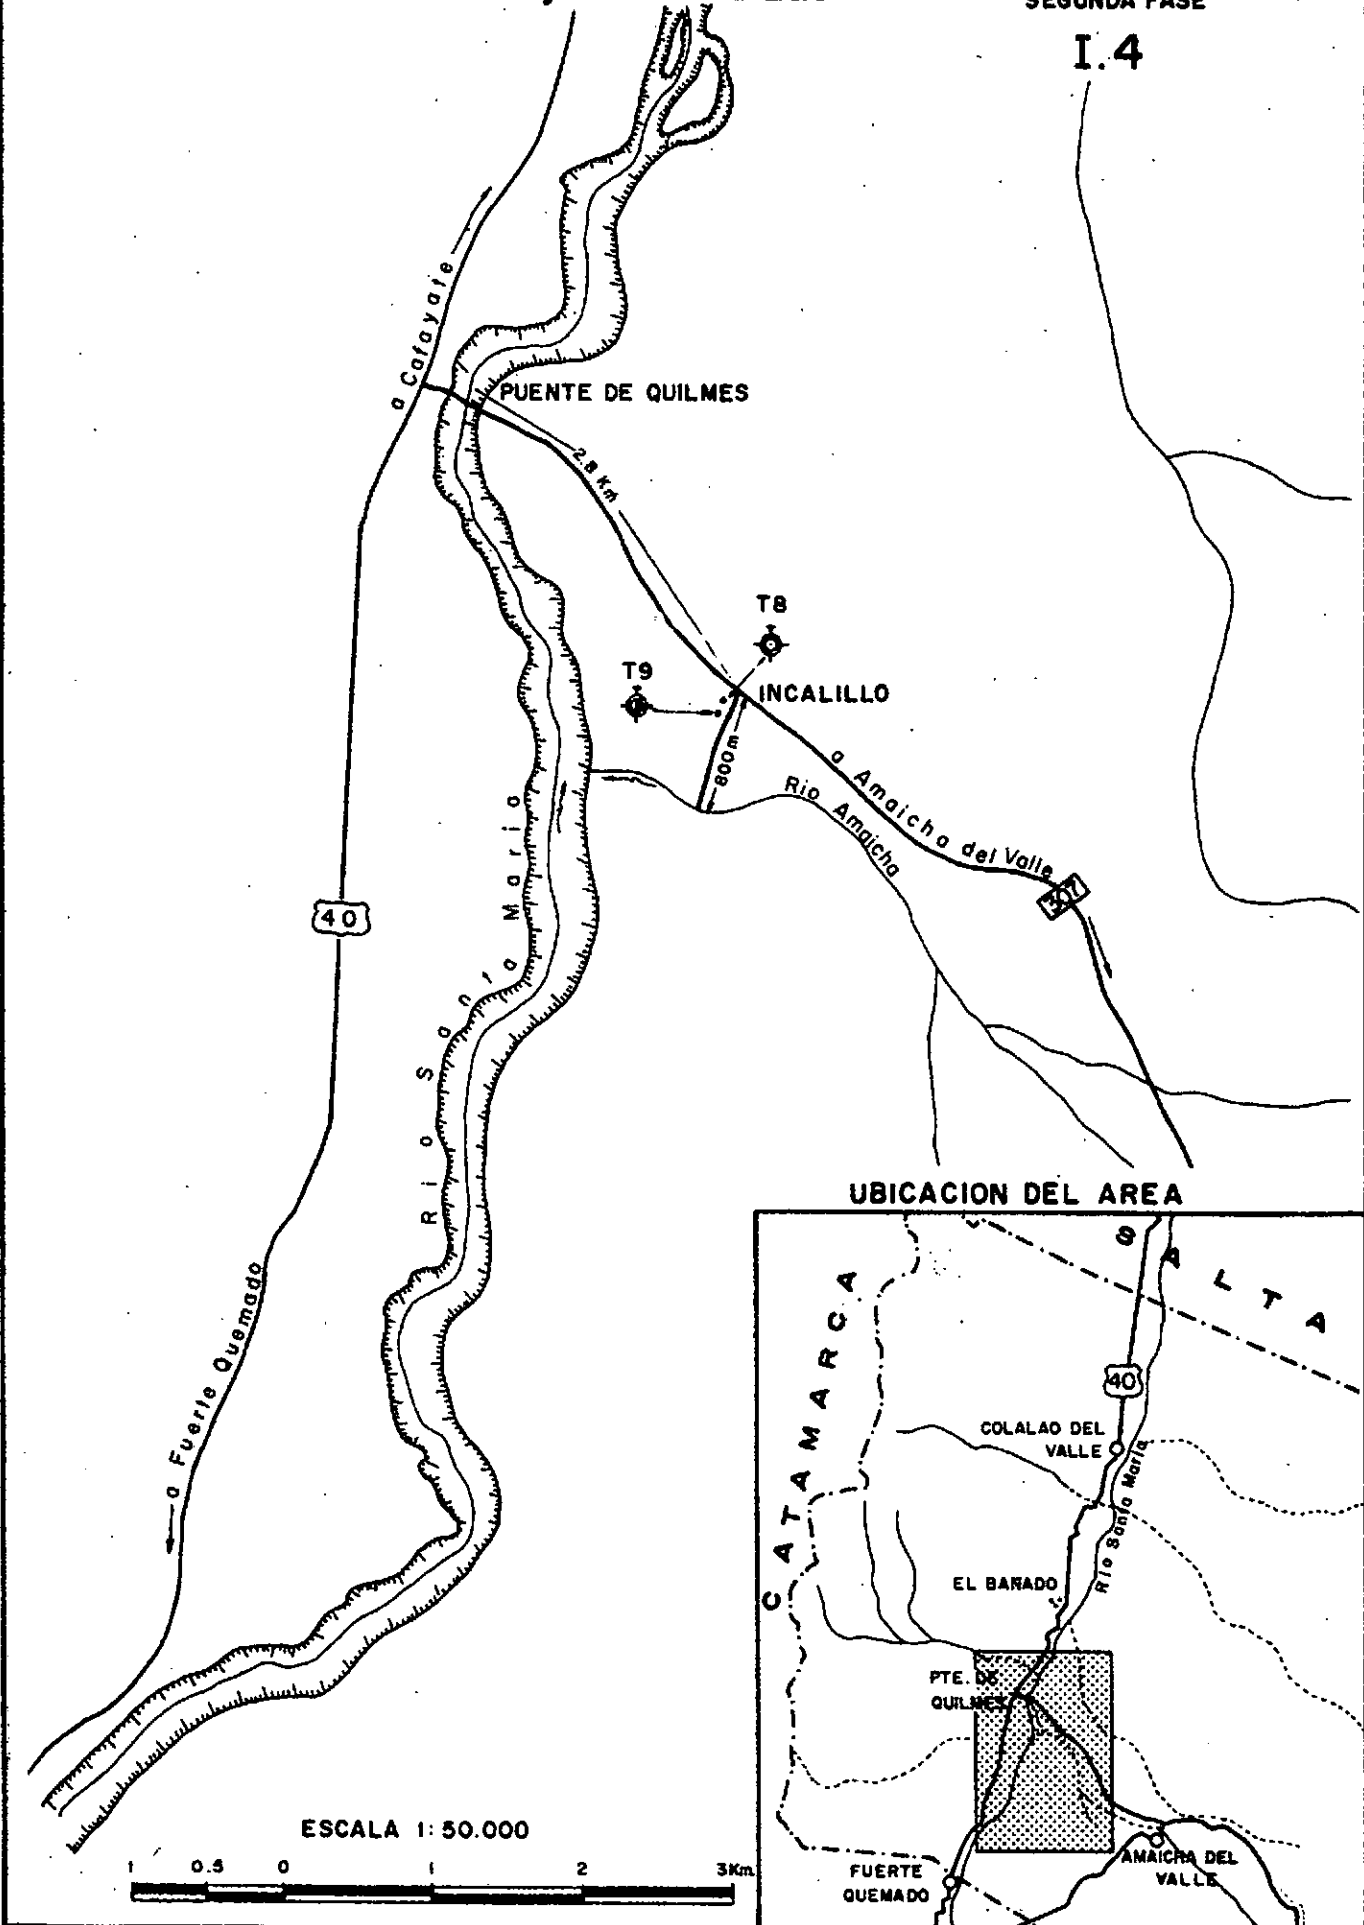 SEGUNDA FASE
I.4
a Cafayate
PUENTE DE QUILMES
2.8 Km
T8
T9
INCALILLO
800m
a Amaicha del Valle
Rio Amaicha
307
40
Rio Santa Maria
a Fuerte Quemado
UBICACION DEL AREA
SALTA
CATAMARCA
40
COLALAO DEL
VALLE
Rio Santa Maria
EL BAÑADO
PTE. DE
QUILMES
AMAICHA DEL
VALLE
FUERTE
QUEMADO
ESCALA 1:50.000
1 0.5 0 1 2 3Km